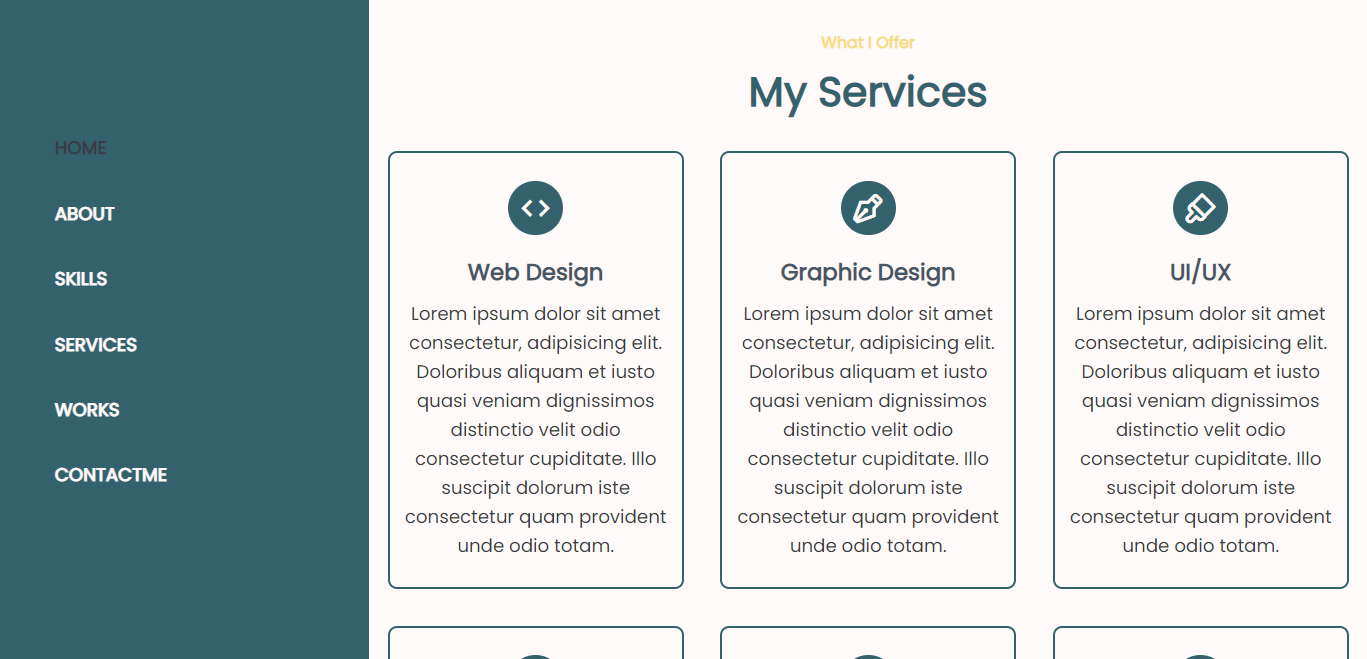 HOME
ABOUT
SKILLS
SERVICES
WORKS
CONTACTME
What I Offer
My Services
Web Design
Lorem ipsum dolor sit amet
consectetur, adipisicing elit.
Doloribus aliquam et iusto
quasi veniam dignissimos
distinctio velit odio
consectetur cupiditate. Illo
suscipit dolorum iste
consectetur quam provident
unde odio totam.
Graphic Design
Lorem ipsum dolor sit amet
consectetur, adipisicing elit.
Doloribus aliquam et iusto
quasi veniam dignissimos
distinctio velit odio
consectetur cupiditate. Illo
suscipit dolorum iste
consectetur quam provident
unde odio totam.
UI/UX
Lorem ipsum dolor sit amet
consectetur, adipisicing elit.
Doloribus aliquam et iusto
quasi veniam dignissimos
distinctio velit odio
consectetur cupiditate. Illo
suscipit dolorum iste
consectetur quam provident
unde odio totam.